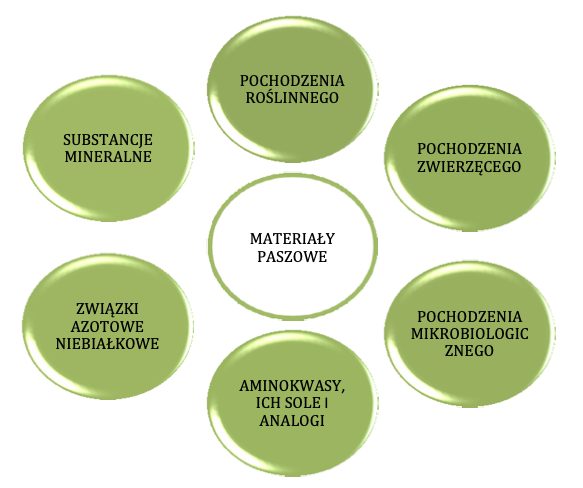 POCHODZENIA
ROŚLINNEGO
SUBSTANCJE
MINERALNE
POCHODZENIA
ZWIERZĘCEGO
MATERIAŁY
PASZOWE
ZWIĄZKI
AZOTOWE
NIEBIAŁKOWE
POCHODZENIA
MIKROBIOLOGIC
ZNEGO
AMINOKWASY,
ICH SOLE I
ANALOGI